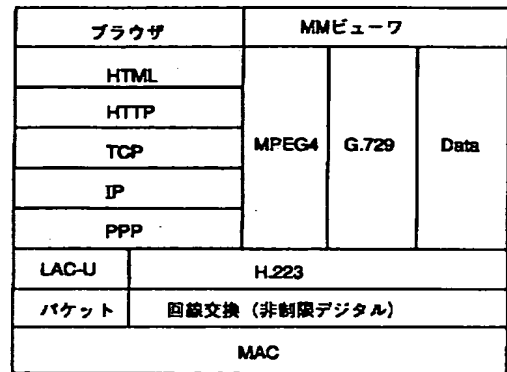 ブラウザ MMビューワ
HTML
HTTP
TCP MPEG4 G.729 Data
IP
PPP
LAC-U H.223
パケット 回線交換（非制限デジタル）
MAC